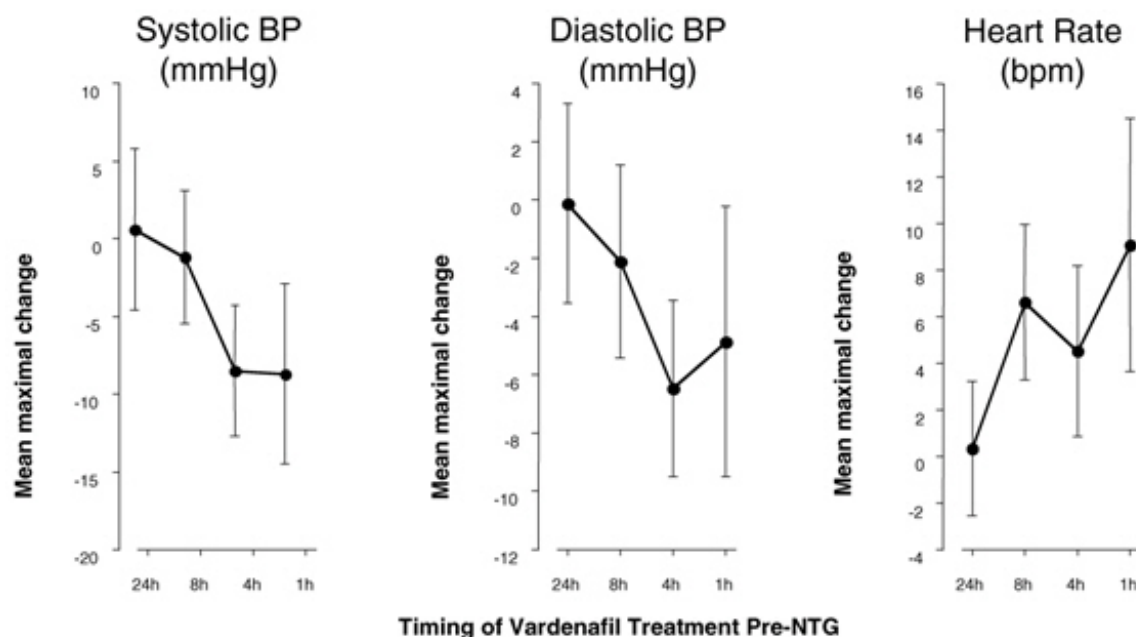 Systolic BP
(mmHg)
10
5
0
-5
-10
-15
-20
Mean maximal change
24h 8h 4h 1h
Diastolic BP
(mmHg)
4
2
0
-2
-4
-6
-8
-10
-12
Mean maximal change
24h 8h 4h 1h
Heart Rate
(bpm)
16
14
12
10
8
6
4
2
0
-2
-4
Mean maximal change
24h 8h 4h 1h
Timing of Vardenafil Treatment Pre-NTG